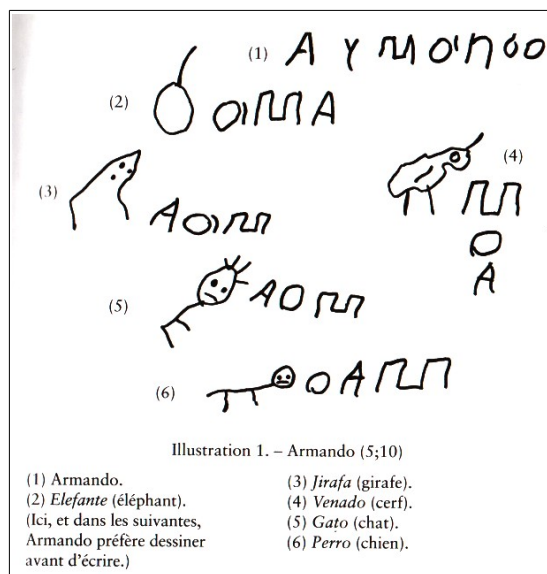 (1)
(2)
(3)
(4)
(5)
(6)
Illustration 1. – Armando (5;10)
(1) Armando.
(2) Elefante (éléphant).
(Ici, et dans les suivantes,
Armando préfère dessiner
avant d'écrire.)
(3) Jirafa (girafe).
(4) Venado (cerf).
(5) Gato (chat).
(6) Perro (chien).